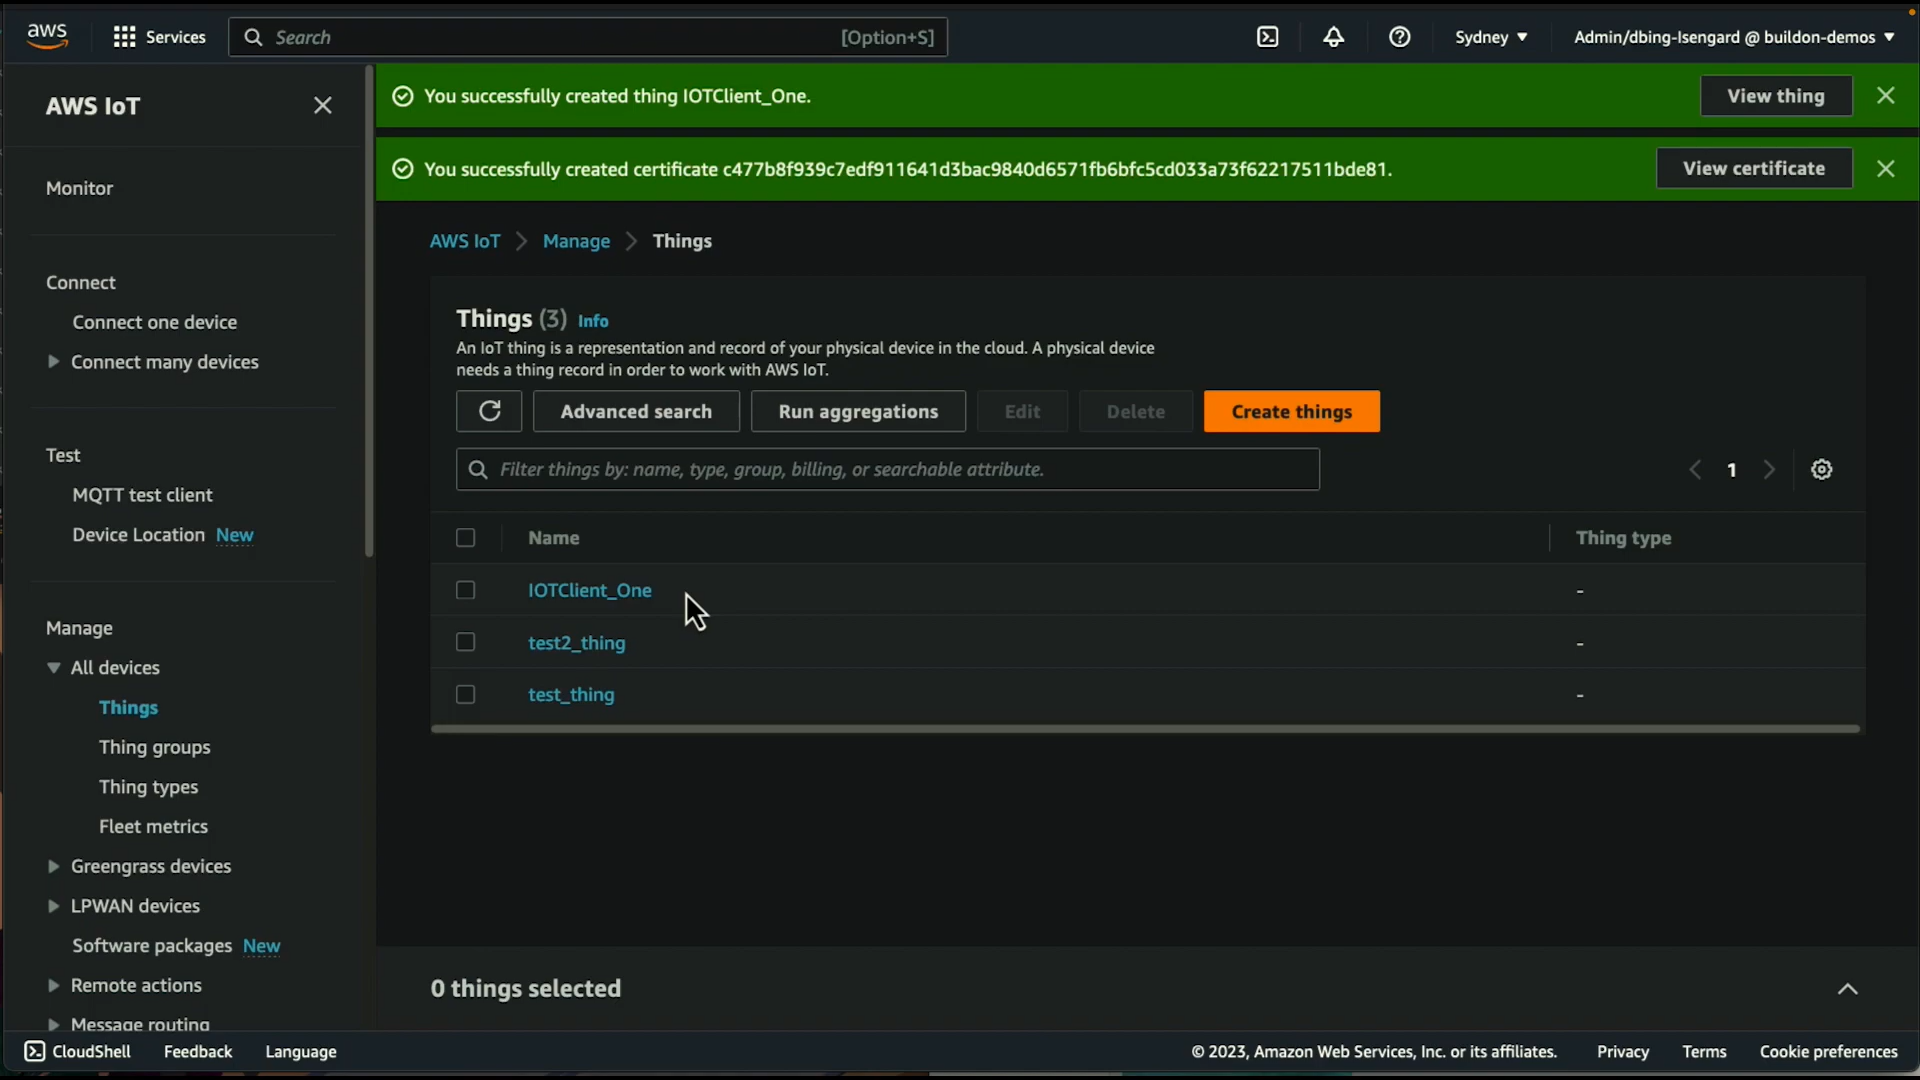 aws
Services
Search
[Option+S]
Sydney ▼
Admin/dbing-Isengard @ buildon-demos ▼
AWS IoT
Monitor
Connect
Connect one device
Connect many devices
Test
MQTT test client
Device Location New
Manage
All devices
Things
Thing groups
Thing types
Fleet metrics
Greengrass devices
LPWAN devices
Software packages New
Remote actions
Message routing
You successfully created thing IOTClient_One.
View thing
You successfully created certificate c477b8f939c7edf911641d3bac9840d6571fb6bfc5cd033a73f62217511bde81.
View certificate
AWS IoT > Manage > Things
Things (3) Info
An IoT thing is a representation and record of your physical device in the cloud. A physical device
needs a thing record in order to work with AWS IoT.
Advanced search
Run aggregations
Edit
Delete
Create things
Filter things by: name, type, group, billing, or searchable attribute.
1
Name
Thing type
IOTClient_One
-
test2_thing
-
test_thing
-
0 things selected
CloudShell
Feedback
Language
© 2023, Amazon Web Services, Inc. or its affiliates.
Privacy
Terms
Cookie preferences